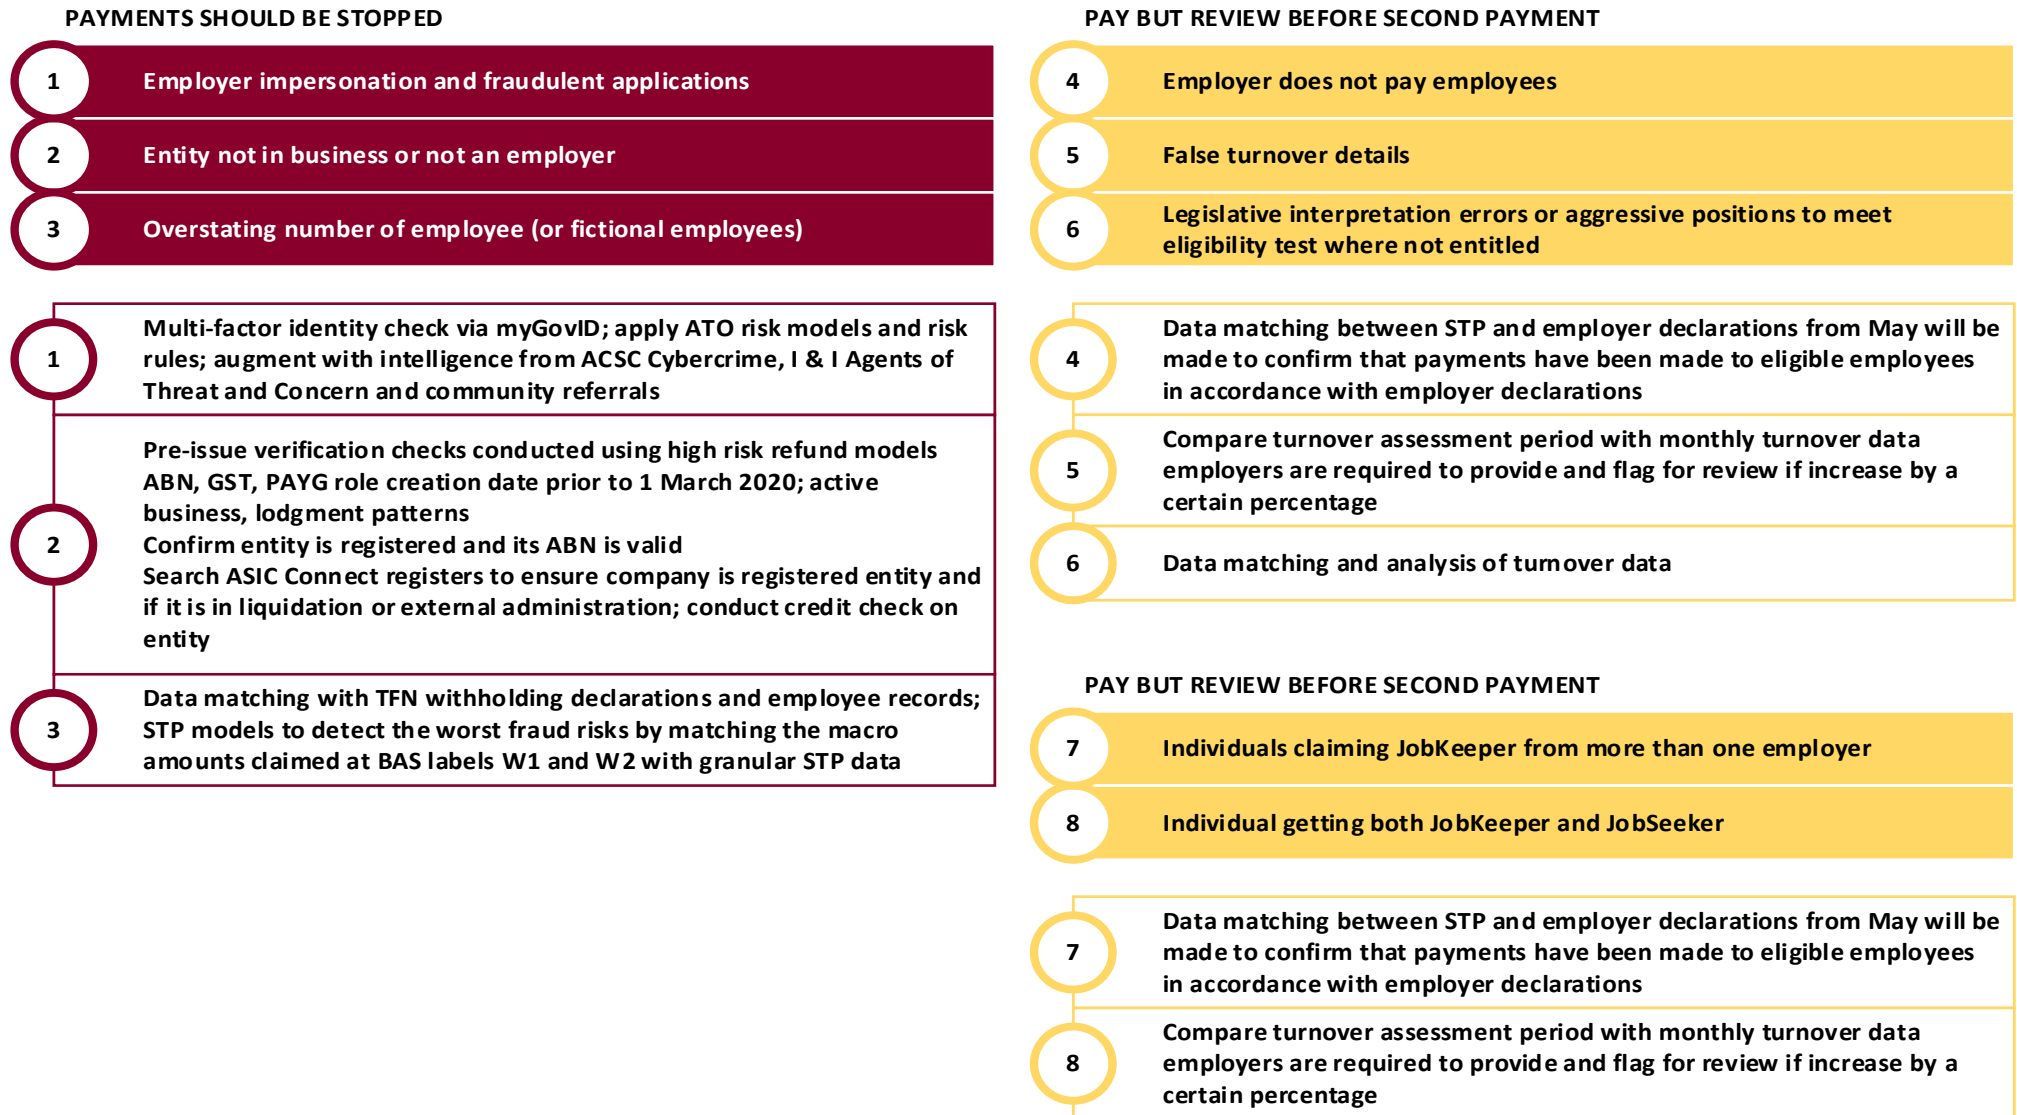 PAYMENTS SHOULD BE STOPPED
1
Employer impersonation and fraudulent applications
2
Entity not in business or not an employer
3
Overstating number of employee (or fictional employees)
1
Multi-factor identity check via myGovID; apply ATO risk models and risk
rules; augment with intelligence from ACSC Cybercrime, I & I Agents of
Threat and Concern and community referrals
2
Pre-issue verification checks conducted using high risk refund models
ABN, GST, PAYG role creation date prior to 1 March 2020; active
business, lodgment patterns
Confirm entity is registered and its ABN is valid
Search ASIC Connect registers to ensure company is registered entity and
if it is in liquidation or external administration; conduct credit check on
entity
3
Data matching with TFN withholding declarations and employee records;
STP models to detect the worst fraud risks by matching the macro
amounts claimed at BAS labels W1 and W2 with granular STP data
PAY BUT REVIEW BEFORE SECOND PAYMENT
4
Employer does not pay employees
5
False turnover details
6
Legislative interpretation errors or aggressive positions to meet
eligibility test where not entitled
4
Data matching between STP and employer declarations from May will be
made to confirm that payments have been made to eligible employees
in accordance with employer declarations
5
Compare turnover assessment period with monthly turnover data
employers are required to provide and flag for review if increase by a
certain percentage
6
Data matching and analysis of turnover data
PAY BUT REVIEW BEFORE SECOND PAYMENT
7
Individuals claiming JobKeeper from more than one employer
8
Individual getting both JobKeeper and JobSeeker
7
Data matching between STP and employer declarations from May will be
made to confirm that payments have been made to eligible employees
in accordance with employer declarations
8
Compare turnover assessment period with monthly turnover data
employers are required to provide and flag for review if increase by a
certain percentage